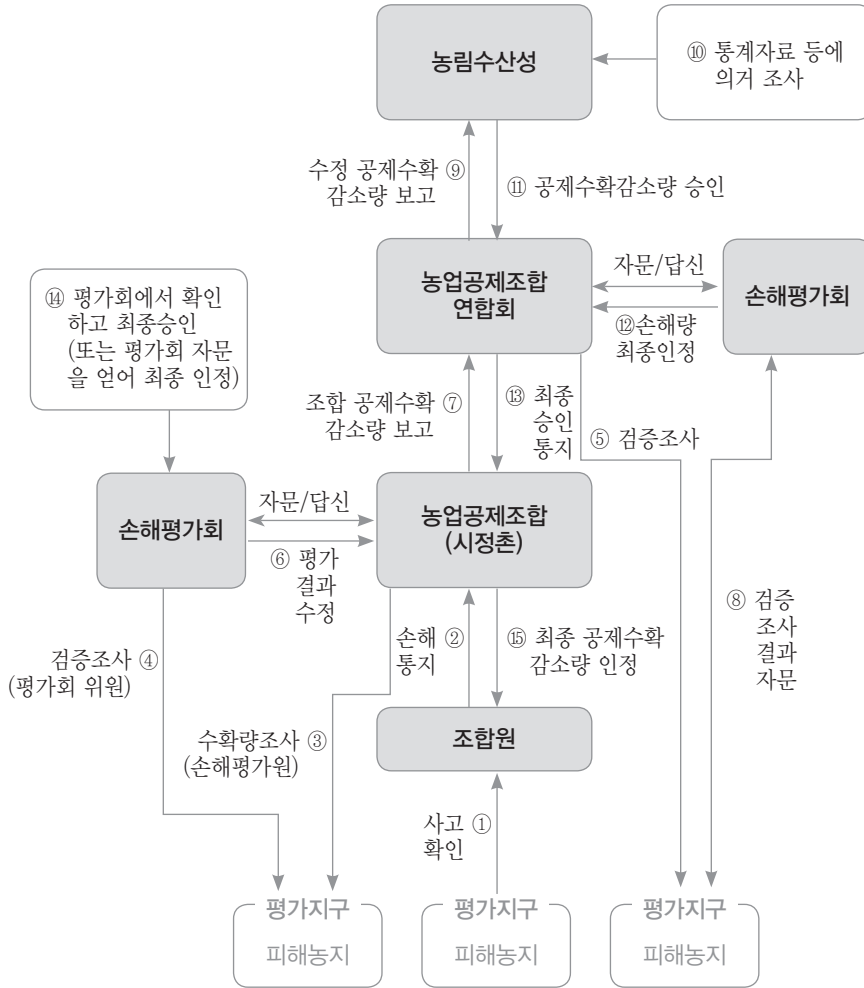 농림수산성
⑩ 통계자료 등에
의거 조사
수정 공제수확 ⑨
감소량 보고
⑪ 공제수확감소량 승인
농업공제조합
연합회
자문/답신
손해평가회
⑫손해량
최종인정
⑭ 평가회에서 확인
하고 최종승인
(또는 평가회 자문
을 얻어 최종 인정)
조합 공제수확 ⑦
감소량 보고
⑬ 최종
승인
통지
⑤ 검증조사
손해평가회
자문/답신
⑥ 평가
결과
수정
농업공제조합
(시정촌)
⑧ 검증
조사
결과
자문
검증조사 ④
(평가회 위원)
손해 ②
통지
⑮ 최종 공제수확
감소량 인정
수확량조사 ③
(손해평가원)
조합원
사고 ①
확인
평가지구
피해농지
평가지구
피해농지
평가지구
피해농지